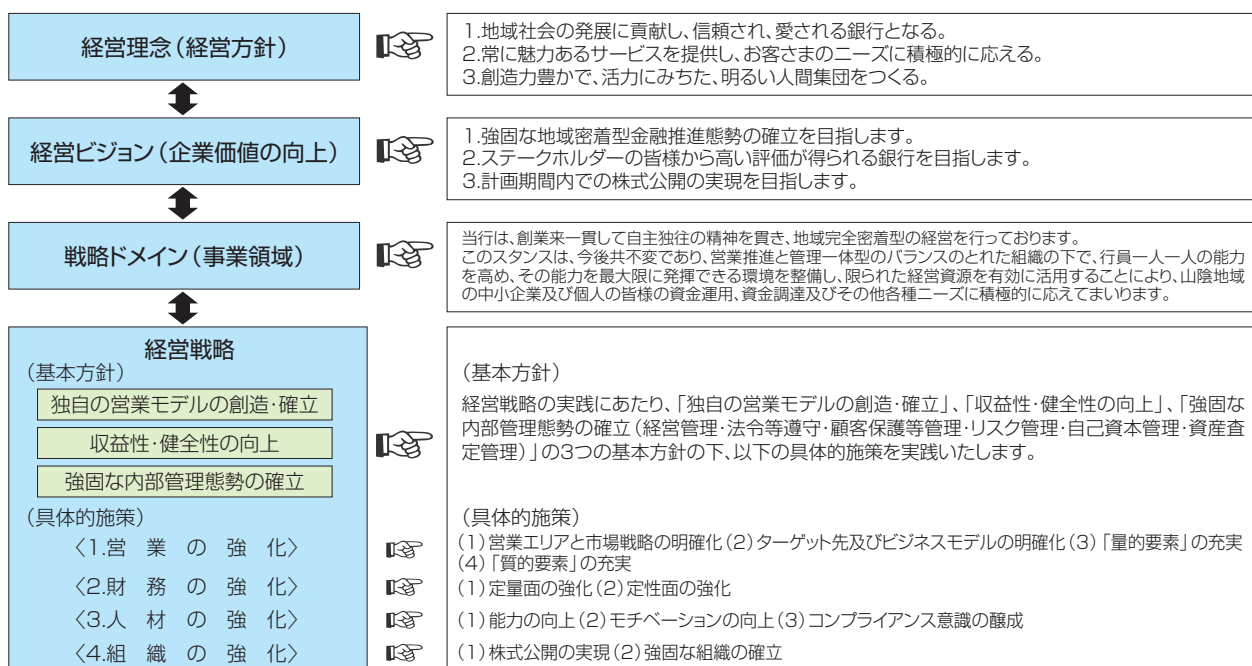 経営理念(経営方針)
1.地域社会の発展に貢献し、信頼され、愛される銀行となる。
2.常に魅力あるサービスを提供し、お客さまのニーズに積極的に応える。
3.創造力豊かで、活力にみちた、明るい人間集団をつくる。
経営ビジョン(企業価値の向上)
1.強固な地域密着型金融推進態勢の確立を目指します。
2.ステークホルダーの皆様から高い評価が得られる銀行を目指します。
3.計画期間内での株式公開の実現を目指します。
戦略ドメイン(事業領域)
当行は、創業来一貫して自主独往の精神を貫き、地域完全密着型の経営を行っております。
このスタンスは、今後共不変であり、営業推進と管理一体型のバランスのとれた組織の下で、行員一人一人の能力
を高め、その能力を最大限に発揮できる環境を整備し、限られた経営資源を有効に活用することにより、山陰地域
の中小企業及び個人の皆様の資金運用、資金調達及びその他各種ニーズに積極的に応えてまいります。
経営戦略
(基本方針)
独自の営業モデルの創造・確立
収益性・健全性の向上
強固な内部管理態勢の確立
(基本方針)
経営戦略の実践にあたり、「独自の営業モデルの創造・確立」、「収益性・健全性の向上」、「強固な
内部管理態勢の確立(経営管理・法令等遵守・顧客保護等管理・リスク管理・自己資本管理・資産査
定管理)」の3つの基本方針の下、以下の具体的施策を実践いたします。
(具体的施策)
(具体的施策)
〈1.営業の強化〉
(1)営業エリアと市場戦略の明確化(2)ターゲット先及びビジネスモデルの明確化(3)「量的要素」の充実
(4)「質的要素」の充実
〈2.財務の強化〉
(1)定量面の強化(2)定性面の強化
〈3.人材の強化〉
(1)能力の向上(2)モチベーションの向上(3)コンプライアンス意識の醸成
〈4.組織の強化〉
(1)株式公開の実現(2)強固な組織の確立